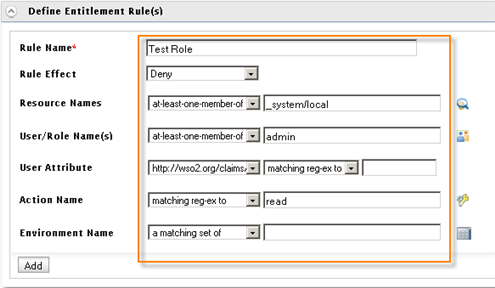 Define Entitlement Rule(s)
Rule Name* Test Role
Rule Effect Deny
Resource Names at-least-one-member-of _system/local
User/Role Name(s) at-least-one-member-of admin
User Attribute http://wso2.org/claims/ matching reg-ex to
Action Name matching reg-ex to read
Environment Name a matching set of
Add